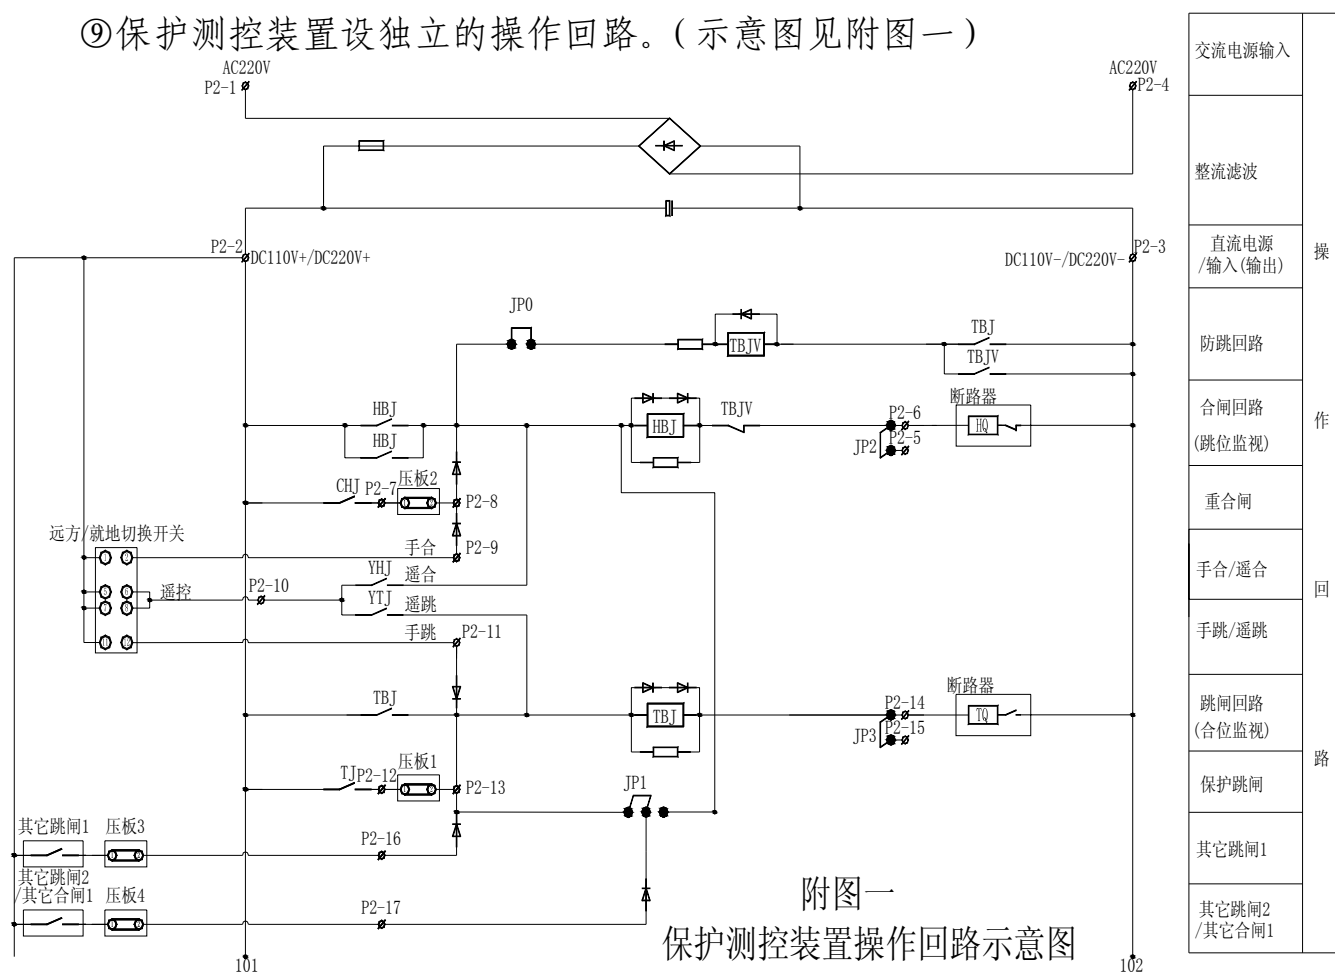 ⑨保护测控装置设独立的操作回路。(示意图见附图一)
AC220V
P2-1
AC220V
P2-4
P2-2
DC110V+/DC220V+
DC110V-/DC220V-
P2-3
JP0
TBJV
TBJ
TBJV
HBJ
HBJ
HBJ
TBJV
P2-6
P2-5
JP2
断路器
HQ
CHJ
P2-7
压板2
P2-8
远方/就地切换开关
手合
P2-9
YHJ
遥合
遥控
P2-10
YTJ
遥跳
手跳
P2-11
TBJ
TBJ
P2-14
P2-15
JP3
断路器
TQ
TJ
P2-12
压板1
P2-13
JP1
其它跳闸1
压板3
P2-16
其它跳闸2
/其它合闸1
压板4
P2-17
101
102
附图一
保护测控装置操作回路示意图
交流电源输入
整流滤波
直流电源
/输入(输出)
防跳回路
合闸回路
(跳位监视)
重合闸
手合/遥合
手跳/遥跳
跳闸回路
(合位监视)
保护跳闸
其它跳闸1
其它跳闸2
/其它合闸1
操
作
回
路